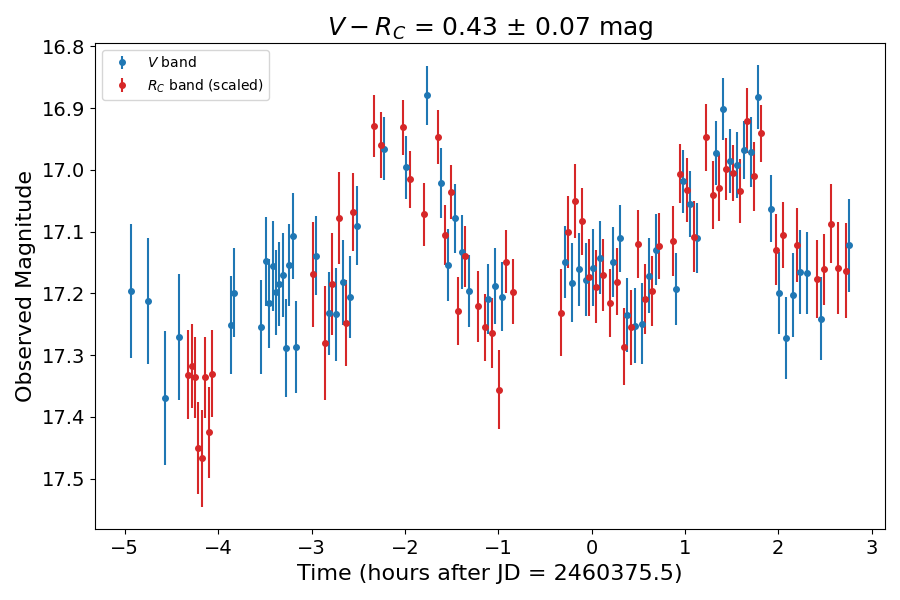 V − R_C = 0.43 ± 0.07 mag
V band
R_C band (scaled)
Observed Magnitude
16.8
16.9
17.0
17.1
17.2
17.3
17.4
17.5
−5 −4 −3 −2 −1 0 1 2 3
Time (hours after JD = 2460375.5)